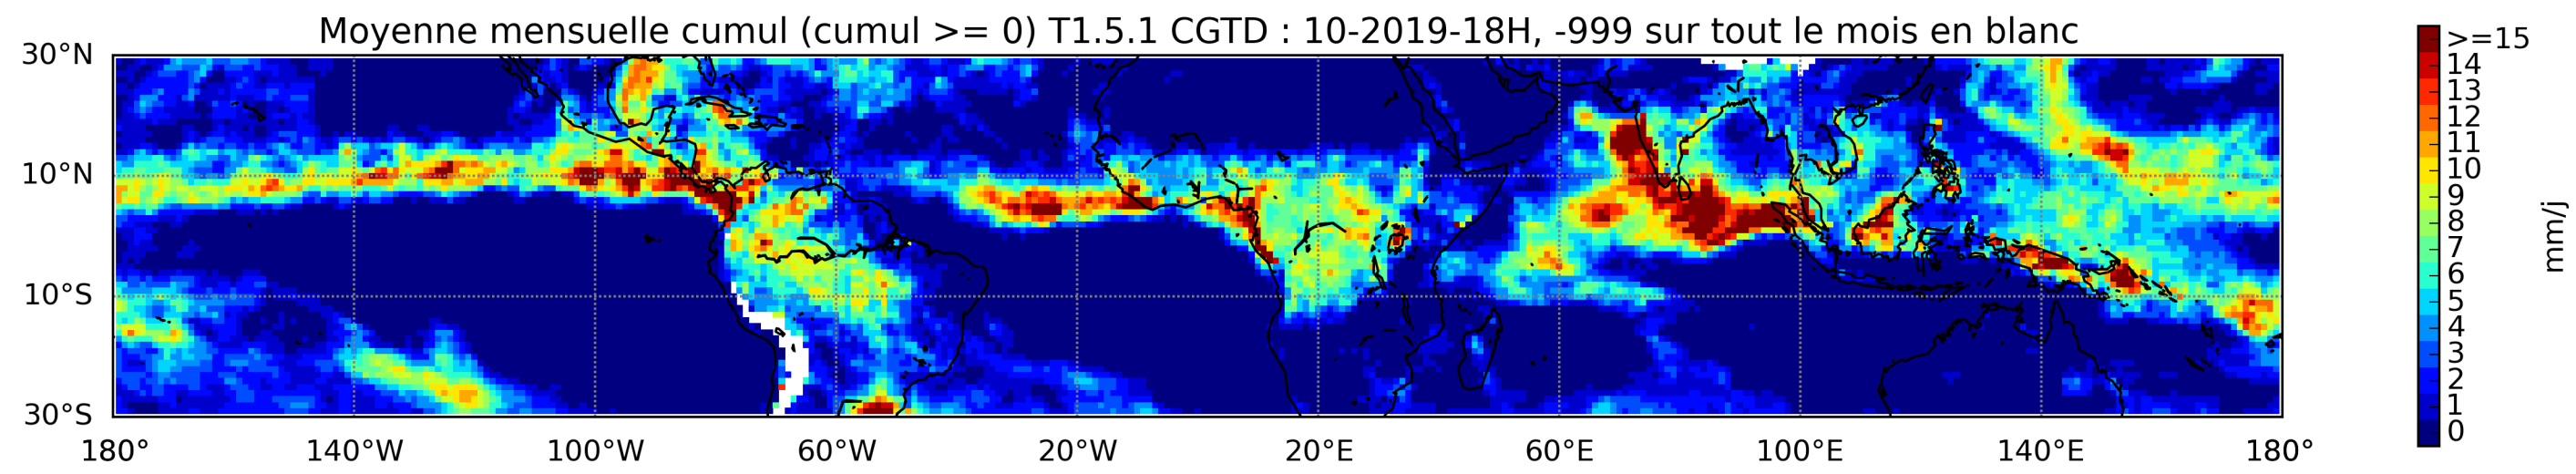 Moyenne mensuelle cumul (cumul >= 0) T1.5.1 CGTD : 10-2019-18H, -999 sur tout le mois en blanc
30°N
10°N
10°S
30°S
180°
140°W
100°W
60°W
20°W
20°E
60°E
100°E
140°E
180°
>=15
14
13
12
11
10
9
8
7
6
5
4
3
2
1
0
mm/j